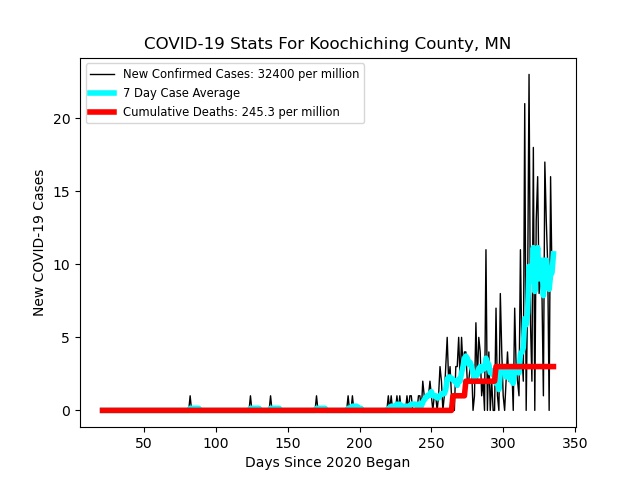 COVID-19 Stats For Koochiching County, MN
New Confirmed Cases: 32400 per million
7 Day Case Average
Cumulative Deaths: 245.3 per million
New COVID-19 Cases
20
15
10
5
0
50
100
150
200
250
300
350
Days Since 2020 Began